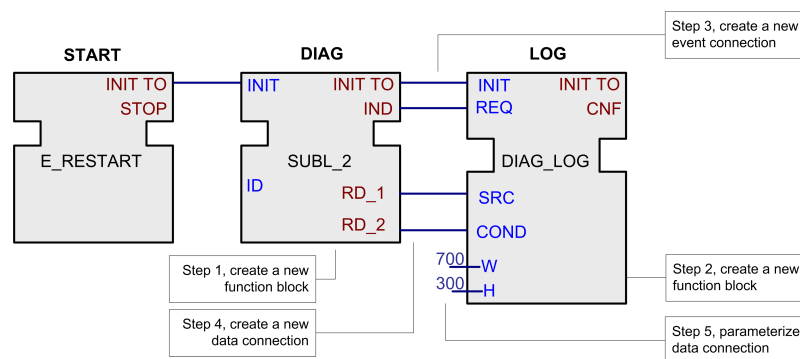 Step 3, create a new
event connection
START
DIAG
LOG
INIT TO
STOP
E_RESTART
INIT
INIT TO
IND
SUBL_2
ID
RD_1
RD_2
INIT
INIT TO
REQ
CNF
DIAG_LOG
SRC
COND
700
W
300
H
Step 1, create a new
function block
Step 2, create a new
function block
Step 4, create a new
data connection
Step 5, parameterize
data connection